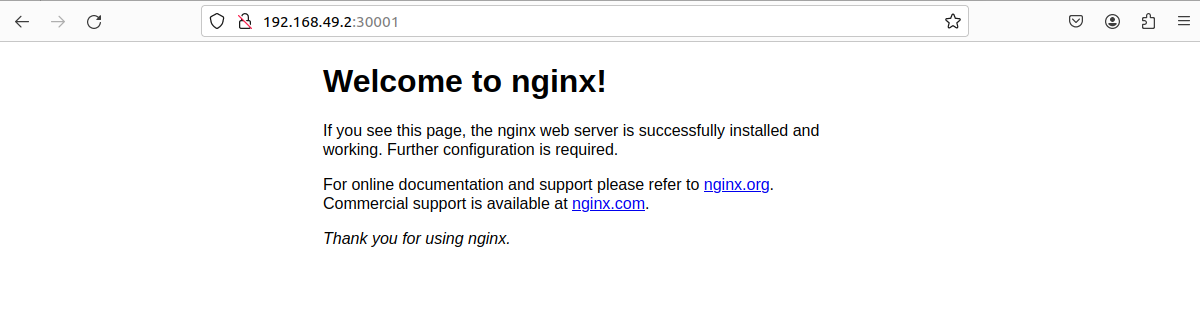 192.168.49.2:30001
Welcome to nginx!
If you see this page, the nginx web server is successfully installed and
working. Further configuration is required.
For online documentation and support please refer to nginx.org.
Commercial support is available at nginx.com.
Thank you for using nginx.